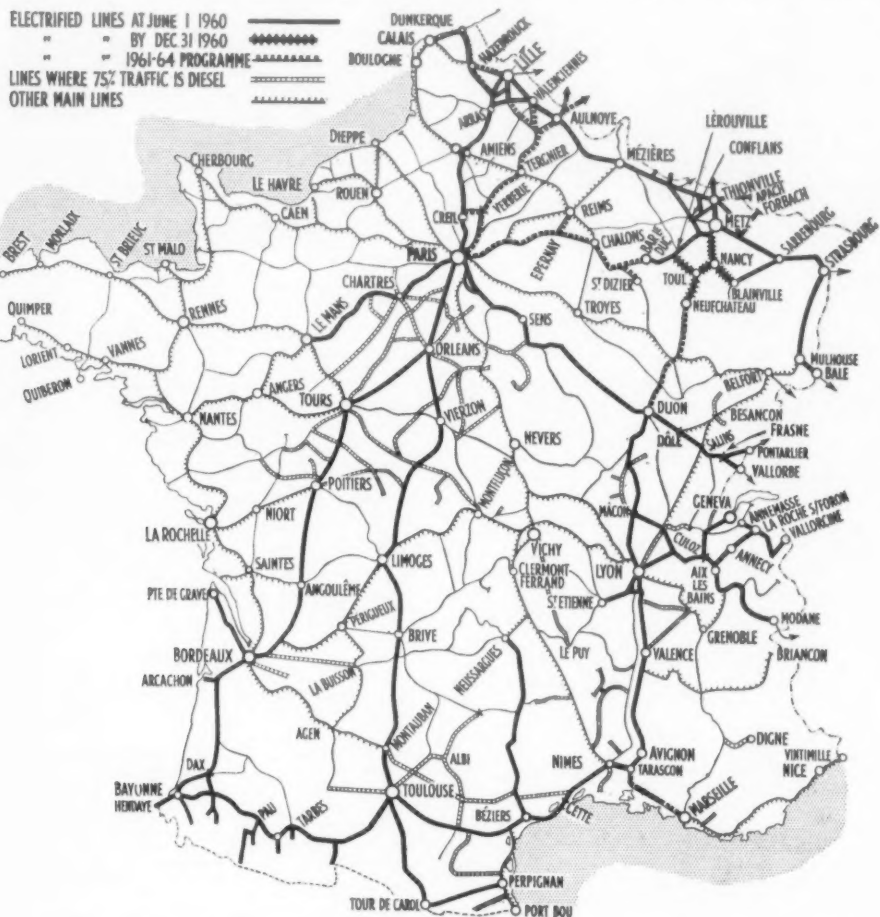 ELECTRIFIED LINES AT JUNE 1 1960
" " BY DEC. 31 1960
" " 1961-64 PROGRAMME
LINES WHERE 75% TRAFFIC IS DIESEL
OTHER MAIN LINES
DUNKERQUE
CALAIS
BOULOGNE
HAZEBROUCK
LILLE
VALENCIENNES
ARRAS
AULNOYE
LÉROUVILLE
CONFLANS
DIEPPE
AMIENS
TERGNIER
MÉZIÈRES
THIONVILLE
APACH
FORBACH
CHERBOURG
LE HAVRE
ROUEN
CREIL
VERBERIE
REIMS
METZ
CAEN
CHALONS
BAR LE DUC
SARREBOURG
STRASBOURG
BREST
MORLAIX
ST BRIEUC
ST MALO
PARIS
EPERNAY
NANCY
CHARTRES
ST DIZIER
TOUL
BLAINVILLE
QUIMPER
RENNES
LE MANS
SENS
TROYES
NEUFCHATEAU
LORIENT
VANNES
ORLEANS
MULHOUSE
BALE
QUIBERON
ANGERS
TOURS
BELFORT
NANTES
VIERZON
DIJON
BESANCON
NEVERS
DÔLE
SALINS
FRASNE
PONTARLIER
VALLORBE
POITIERS
MONTLUCON
GENEVA
ANNEMASSE
LA ROCHE S/FORON
VALLORCINE
LA ROCHELLE
NIORT
MÂCON
VICHY
CULOZ
SAINTES
LIMOGES
CLERMONT
FERRAND
LYON
AIX
LES
BAINS
ANNECY
PTE DE GRAVE
ANGOULÊME
ST ETIENNE
MODANE
PÉRIGUEUX
BRIVE
LE PUY
GRENOBLE
BORDEAUX
NEUSSARGUES
VALENCE
BRIANCON
ARCACHON
LA BUISSON
AGEN
MONTAUBAN
ALBI
NIMES
AVIGNON
TARASCON
DIGNE
VINTIMILLE
NICE
DAX
BAYONNE
HENDAYE
TOULOUSE
PAU
TARBES
BÉZIERS
CETTE
MARSEILLE
PERPIGNAN
TOUR DE CAROL
PORT BOU